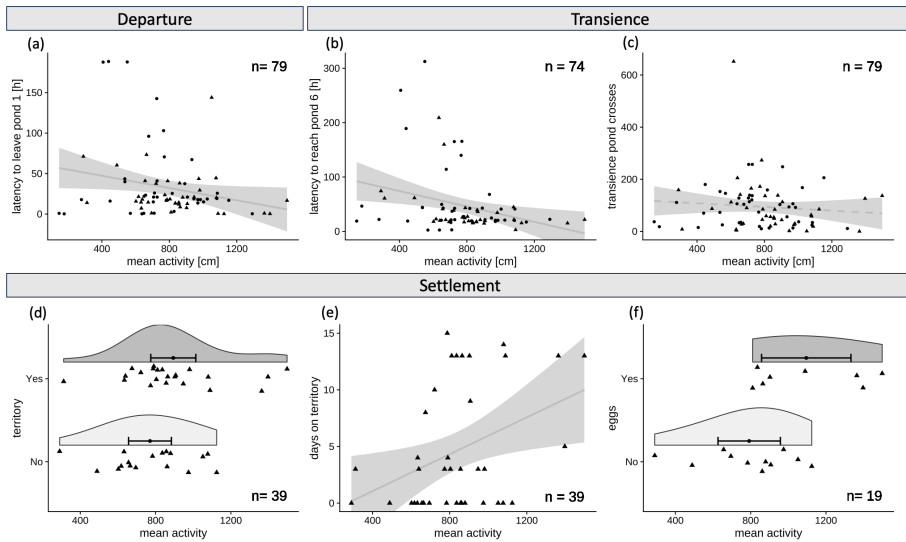 Departure
Transience
(a)
n= 79
latency to leave pond 1 [h]
150
100
50
0
400
800
1200
mean activity [cm]
(b)
n = 74
latency to reach pond 6 [h]
300
200
100
0
400
800
1200
mean activity [cm]
(c)
n = 79
transience pond crosses
600
400
200
0
400
800
1200
mean activity [cm]
Settlement
(d)
territory
Yes
No
n= 39
400
800
1200
mean activity
(e)
days on territory
15
10
5
0
n = 39
400
800
1200
mean activity
(f)
eggs
Yes
No
n= 19
400
800
1200
mean activity